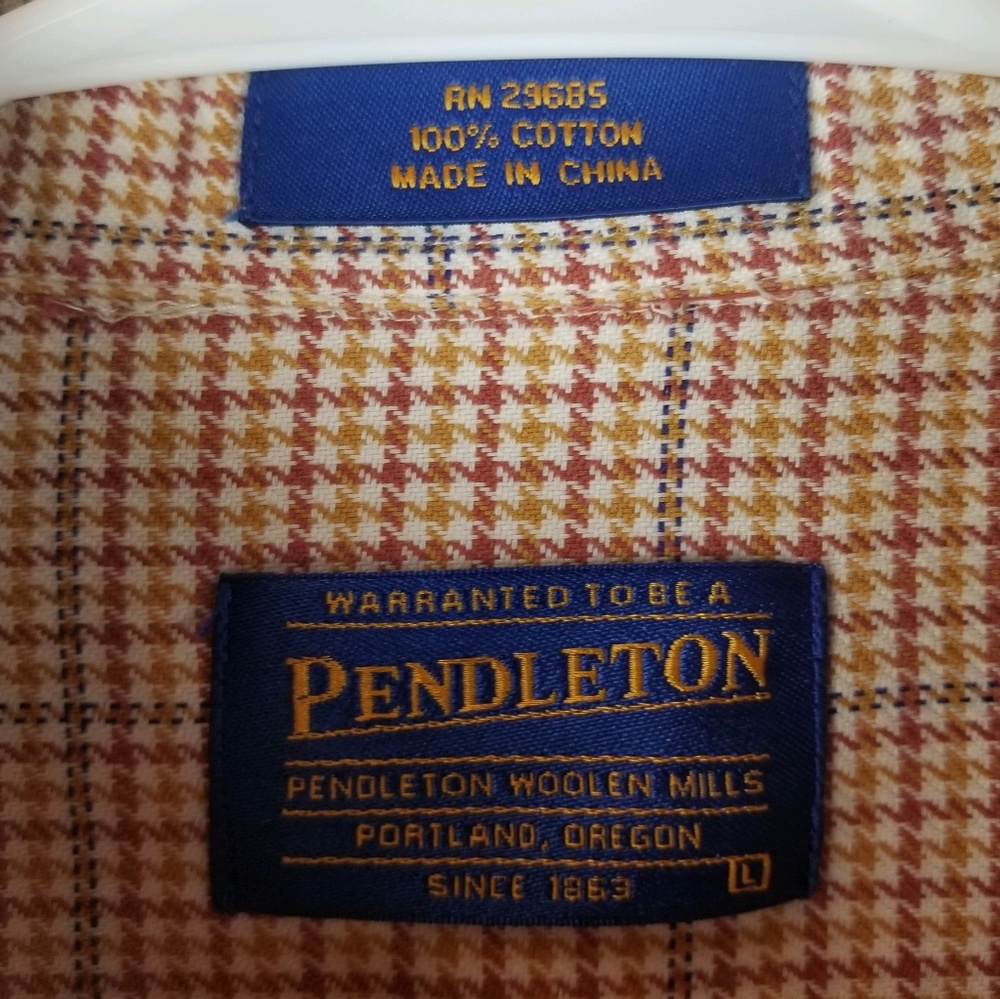 RN 29685
100% COTTON
MADE IN CHINA
WARRANTED TO BE A
PENDLETON
PENDLETON WOOLEN MILLS
PORTLAND, OREGON
SINCE 1863
L